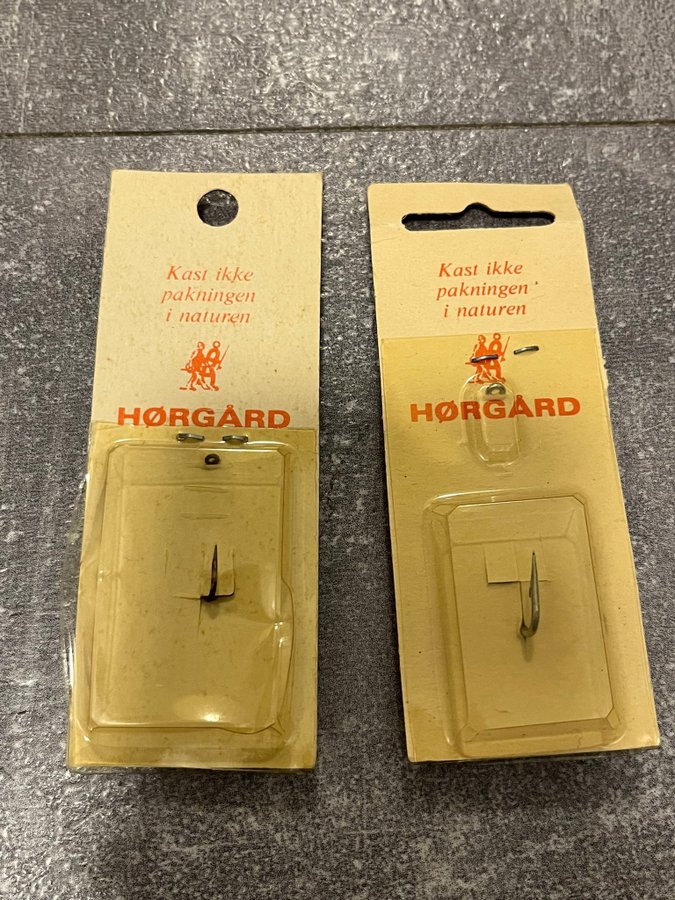 Kast ikke
pakningen
i naturen
HØRGÅRD
Kast ikke
pakningen
i naturen
HØRGÅRD